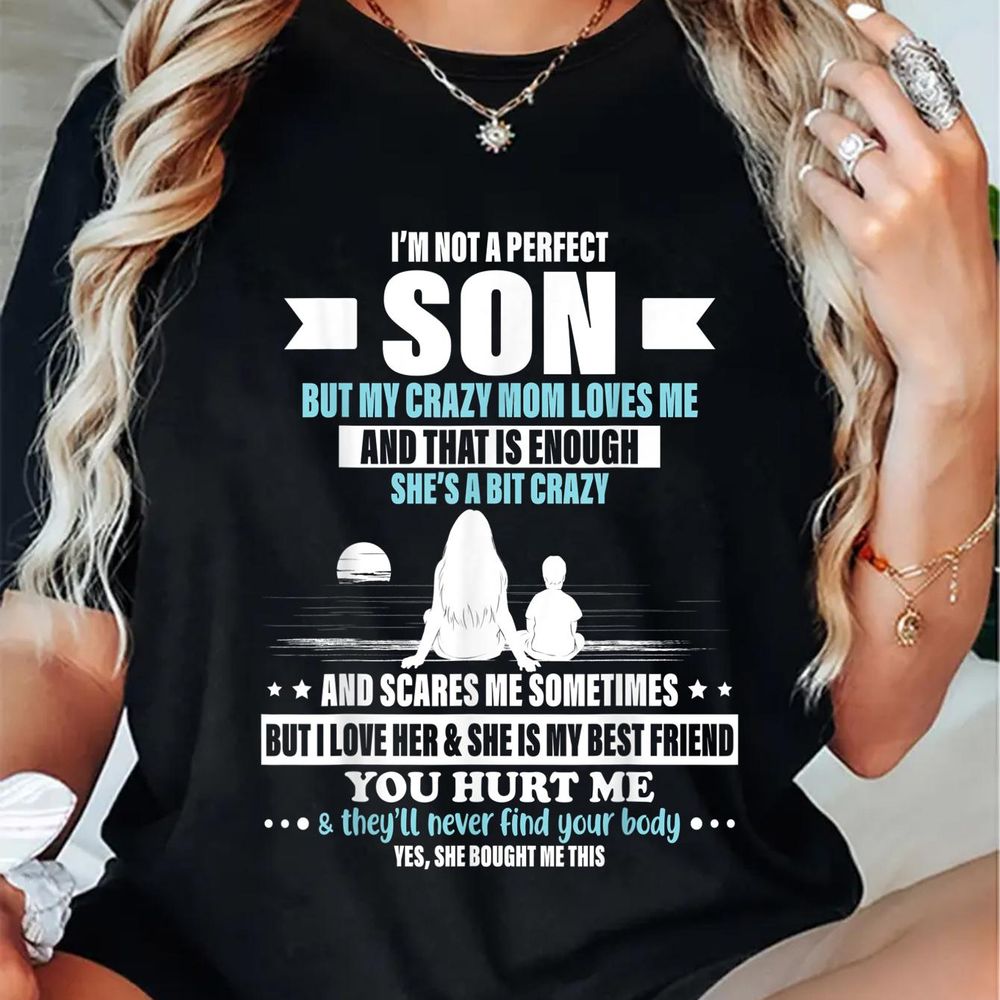 I'M NOT A PERFECT
SON
BUT MY CRAZY MOM LOVES ME
AND THAT IS ENOUGH
SHE'S A BIT CRAZY
AND SCARES ME SOMETIMES
BUT I LOVE HER & SHE IS MY BEST FRIEND
YOU HURT ME
& they'll never find your body
YES, SHE BOUGHT ME THIS